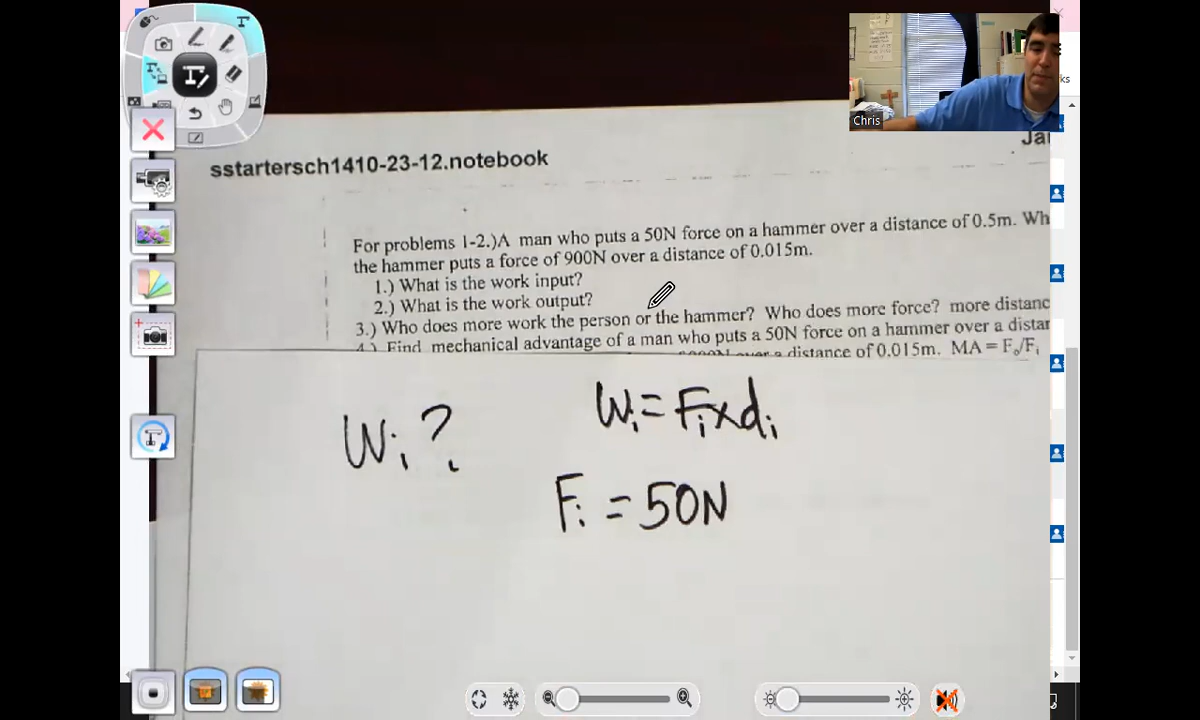 Chris
ks
Ja
sstartersch1410-23-12.notebook
For problems 1-2.)A man who puts a 50N force on a hammer over a distance of 0.5m. Wh
the hammer puts a force of 900N over a distance of 0.015m.
1.) What is the work input?
2.) What is the work output?
3.) Who does more work the person or the hammer? Who does more force? more distanc
4.) Find mechanical advantage of a man who puts a 50N force on a hammer over a distan
over a distance of 0.015m. MA = Fo/Fi
Wi = Fi x di
Wi ?
Fi = 50N